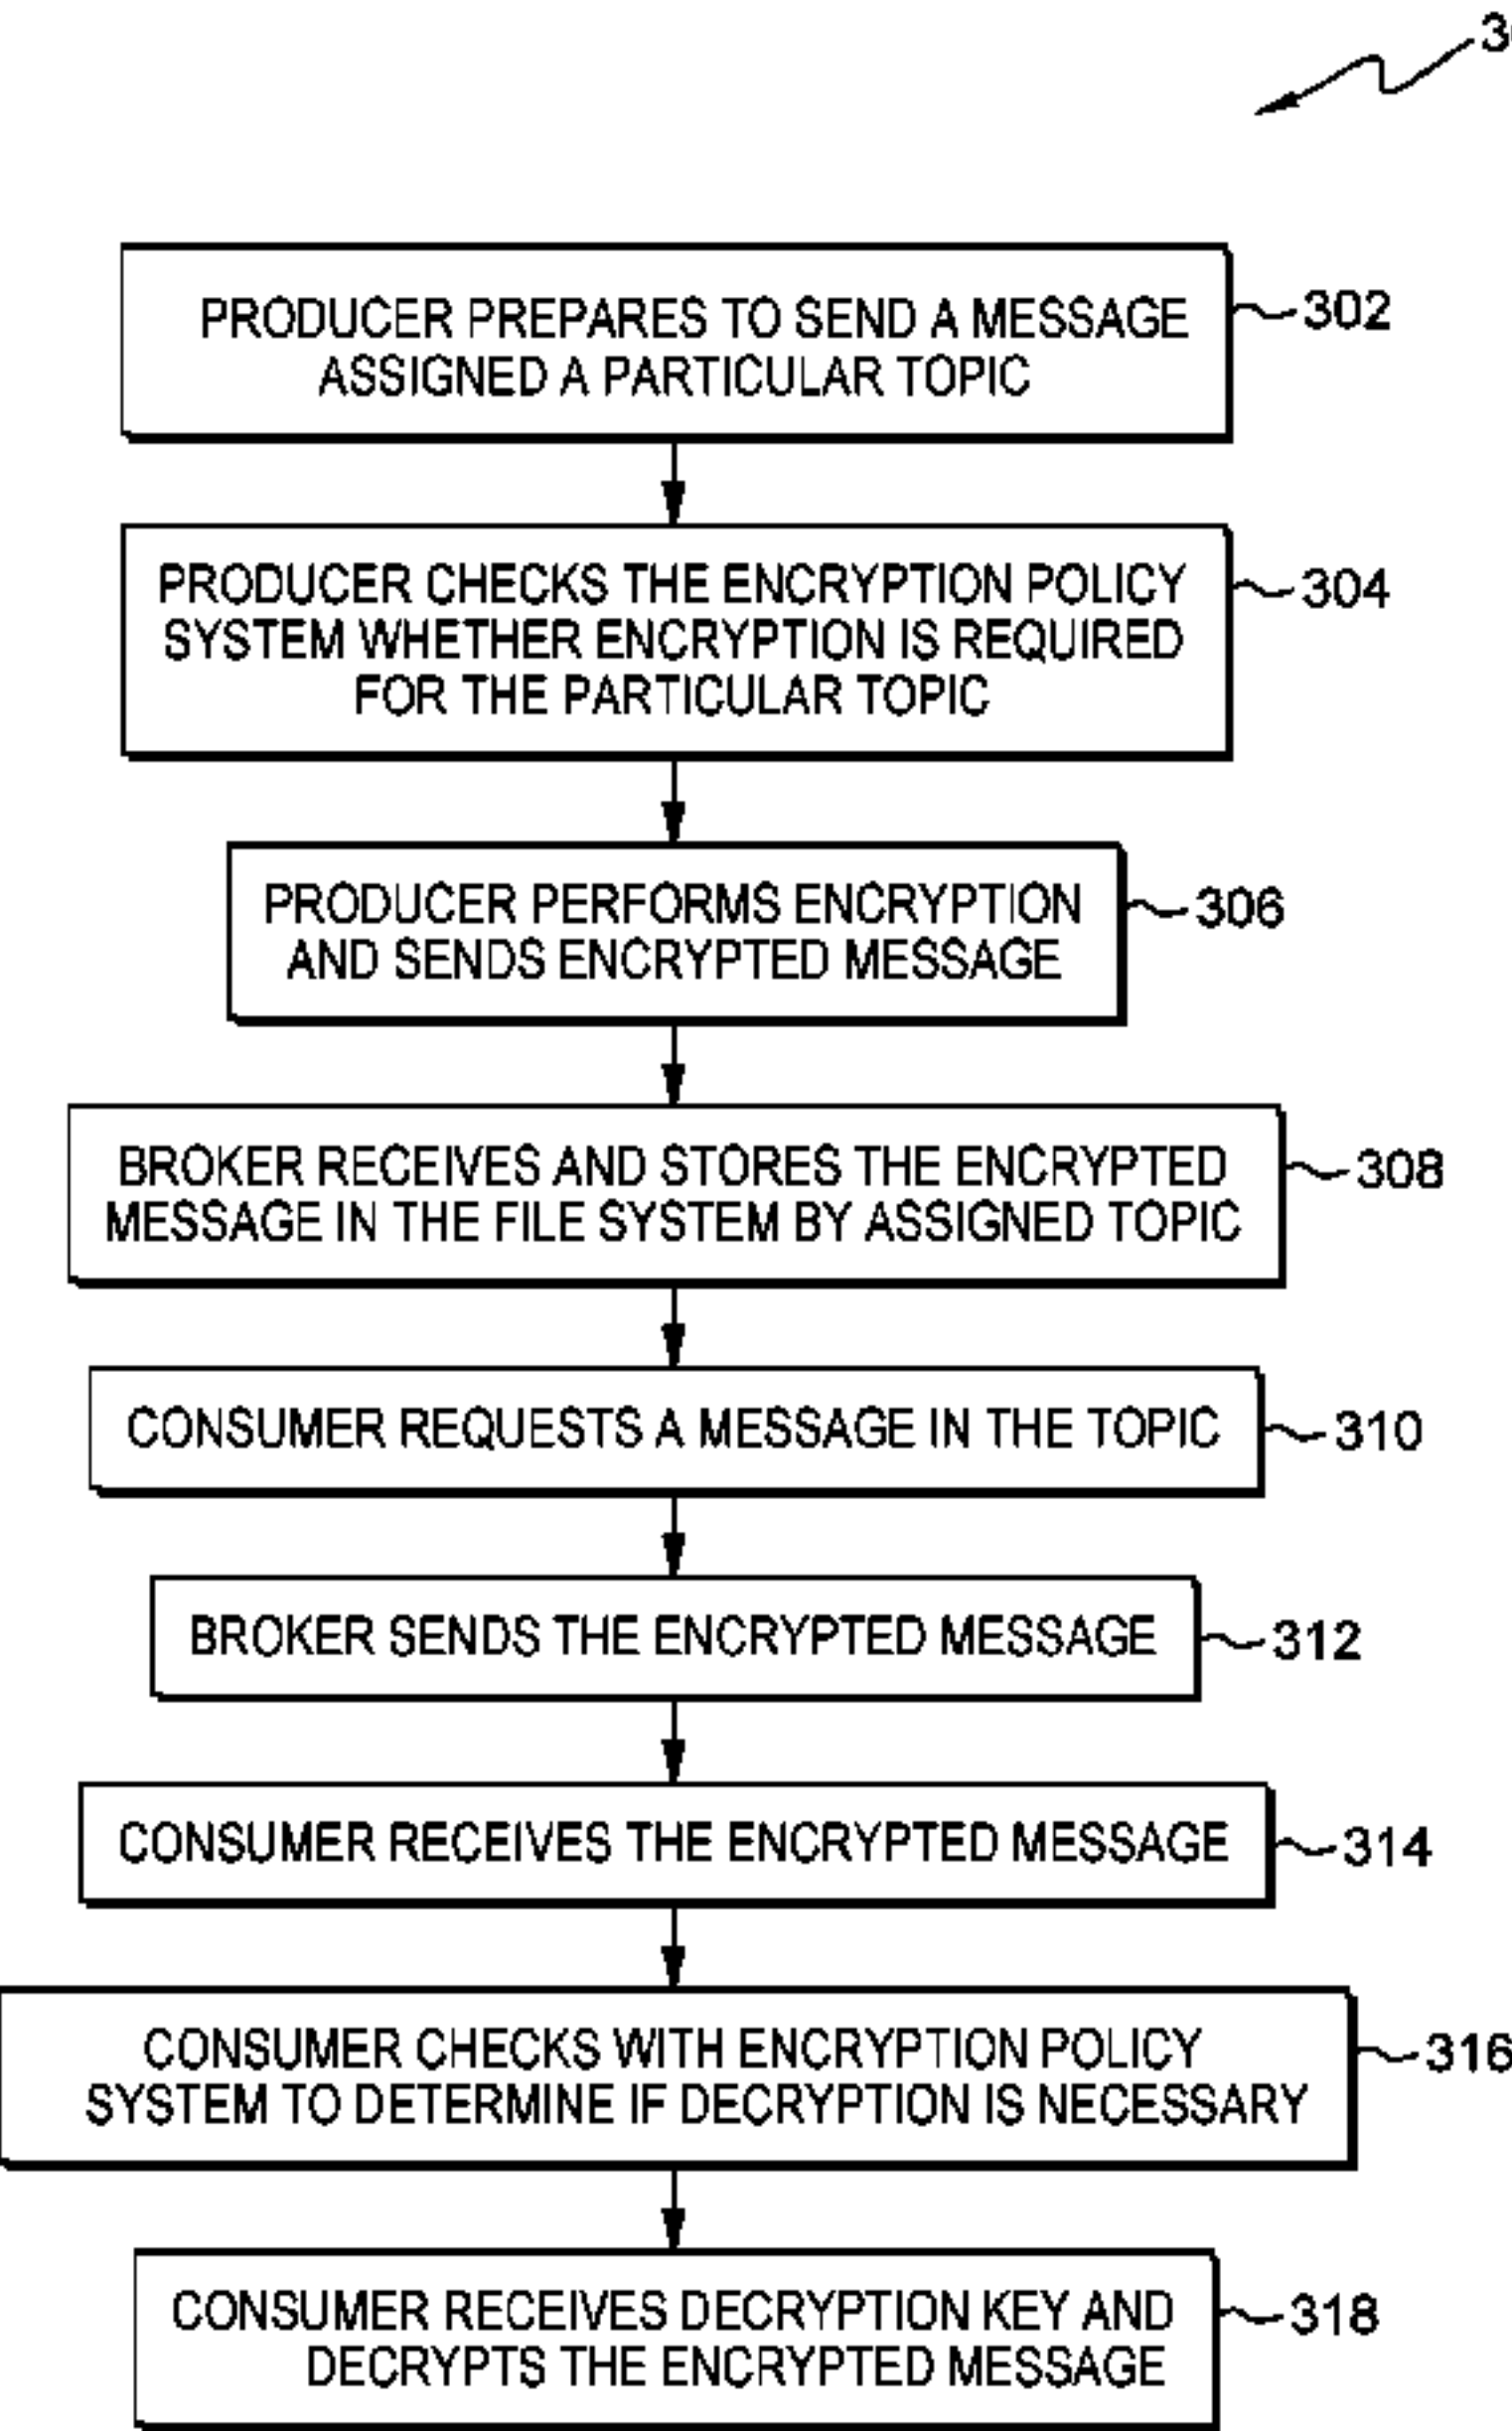 PRODUCER PREPARES TO SEND A MESSAGE
ASSIGNED A PARTICULAR TOPIC
302
PRODUCER CHECKS THE ENCRYPTION POLICY
SYSTEM WHETHER ENCRYPTION IS REQUIRED
FOR THE PARTICULAR TOPIC
304
PRODUCER PERFORMS ENCRYPTION
AND SENDS ENCRYPTED MESSAGE
306
BROKER RECEIVES AND STORES THE ENCRYPTED
MESSAGE IN THE FILE SYSTEM BY ASSIGNED TOPIC
308
CONSUMER REQUESTS A MESSAGE IN THE TOPIC
310
BROKER SENDS THE ENCRYPTED MESSAGE
312
CONSUMER RECEIVES THE ENCRYPTED MESSAGE
314
CONSUMER CHECKS WITH ENCRYPTION POLICY
SYSTEM TO DETERMINE IF DECRYPTION IS NECESSARY
316
CONSUMER RECEIVES DECRYPTION KEY AND
DECRYPTS THE ENCRYPTED MESSAGE
318